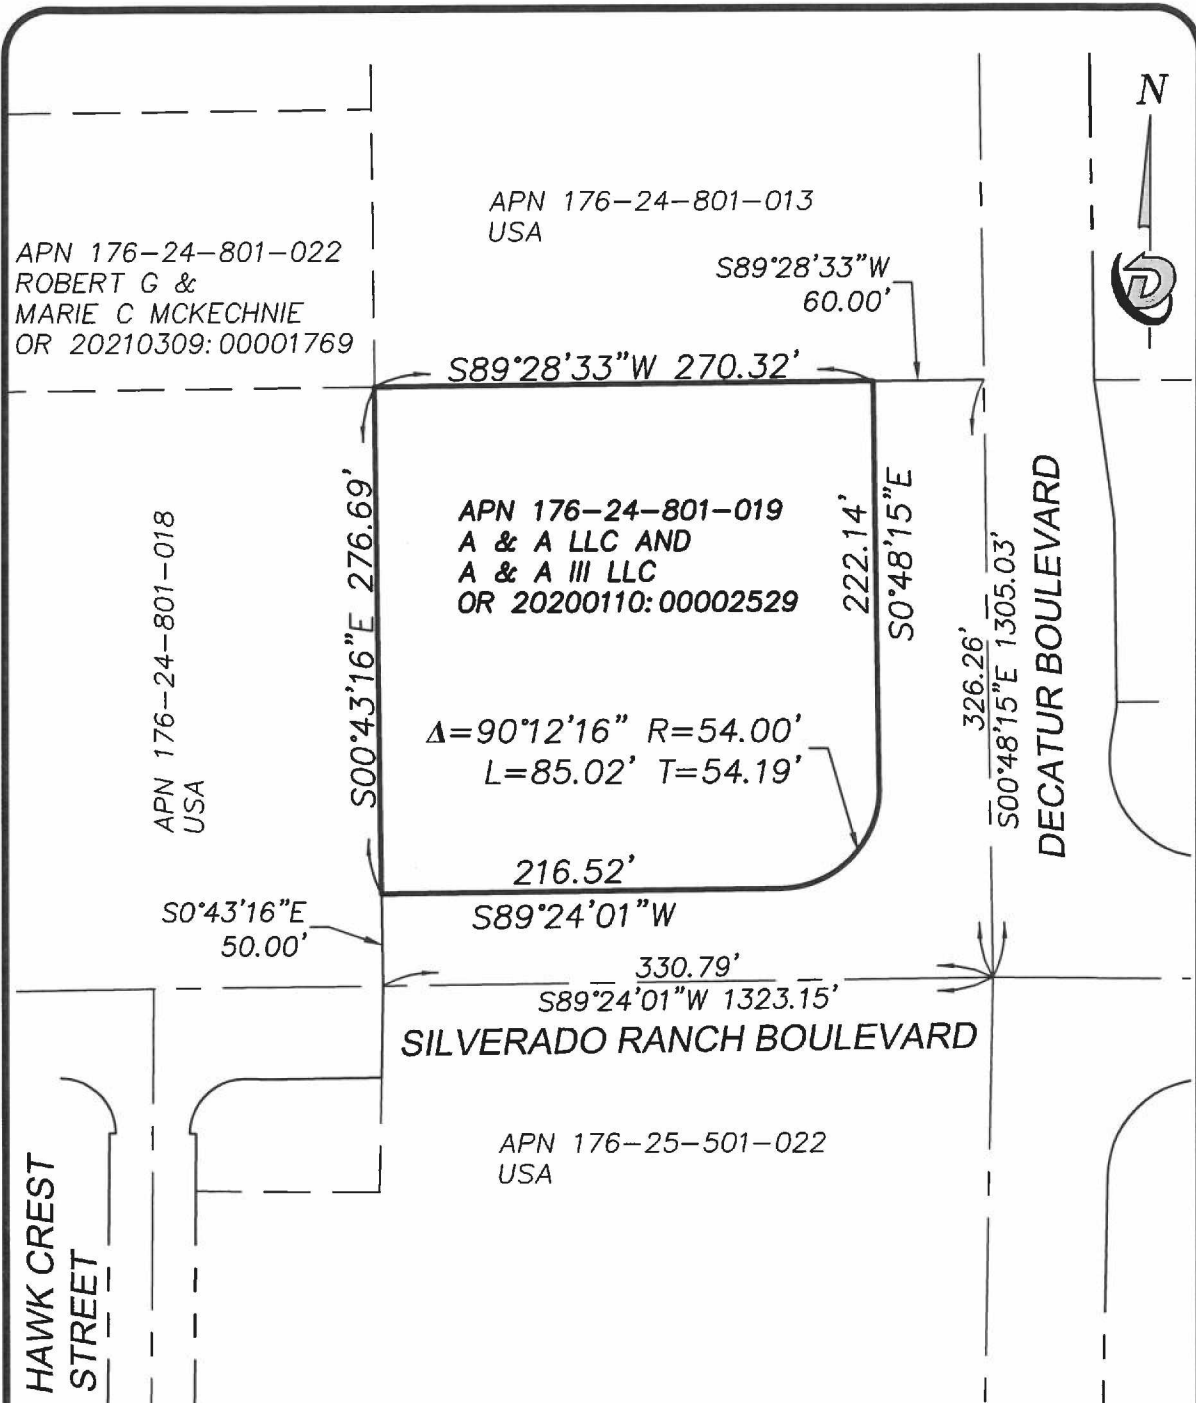 N
APN 176-24-801-013
USA
APN 176-24-801-022
ROBERT G &
MARIE C MCKECHNIE
OR 20210309:00001769
S89°28'33"W
60.00'
D
S89°28'33"W 270.32'
S00°43'16"E 276.69'
APN 176-24-801-019
A & A LLC AND
A & A III LLC
OR 20200110:00002529
222.14'
S0°48'15"E
APN 176-24-801-018
USA
326.26'
S00°48'15"E 1305.03'
DECATUR BOULEVARD
Δ=90°12'16" R=54.00'
L=85.02' T=54.19'
216.52'
S89°24'01"W
S0°43'16"E
50.00'
330.79'
S89°24'01"W 1323.15'
SILVERADO RANCH BOULEVARD
APN 176-25-501-022
USA
HAWK CREST
STREET